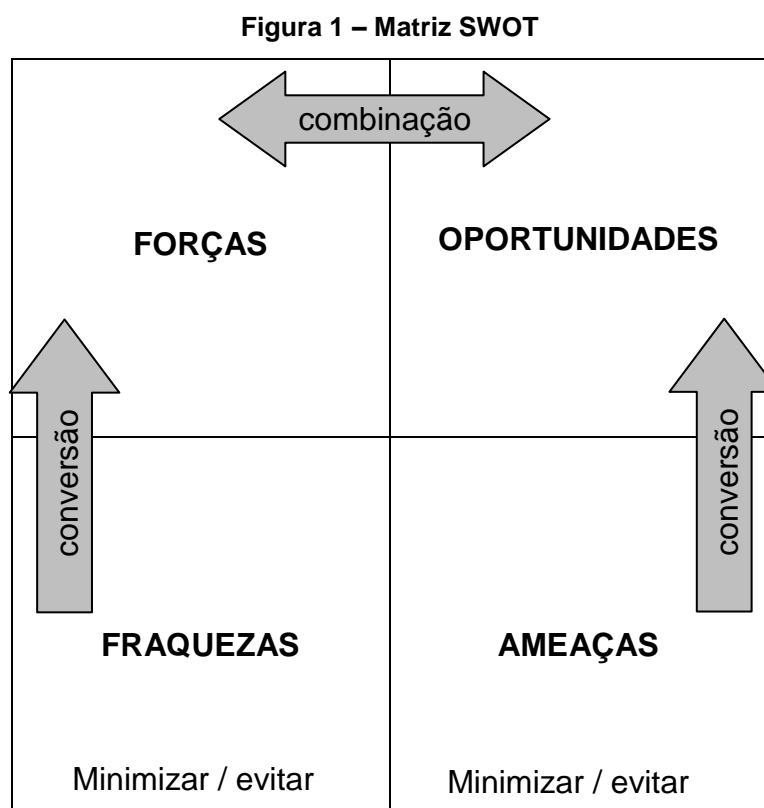 Figura 1 – Matriz SWOT
combinação
FORÇAS
OPORTUNIDADES
conversão
conversão
FRAQUEZAS
AMEAÇAS
Minimizar / evitar
Minimizar / evitar